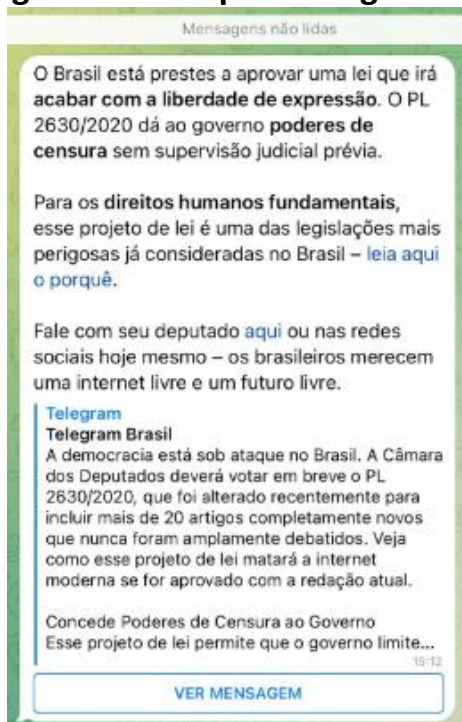 Mensagens não lidas
O Brasil está prestes a aprovar uma lei que irá
acabar com a liberdade de expressão. O PL
2630/2020 dá ao governo poderes de
censura sem supervisão judicial prévia.
Para os direitos humanos fundamentais,
esse projeto de lei é uma das legislações mais
perigosas já consideradas no Brasil – leia aqui
o porquê.
Fale com seu deputado aqui ou nas redes
sociais hoje mesmo – os brasileiros merecem
uma internet livre e um futuro livre.
Telegram
Telegram Brasil
A democracia está sob ataque no Brasil. A Câmara
dos Deputados deverá votar em breve o PL
2630/2020, que foi alterado recentemente para
incluir mais de 20 artigos completamente novos
que nunca foram amplamente debatidos. Veja
como esse projeto de lei matará a internet
moderna se for aprovado com a redação atual.
Concede Poderes de Censura ao Governo
Esse projeto de lei permite que o governo limite...
15:12
VER MENSAGEM